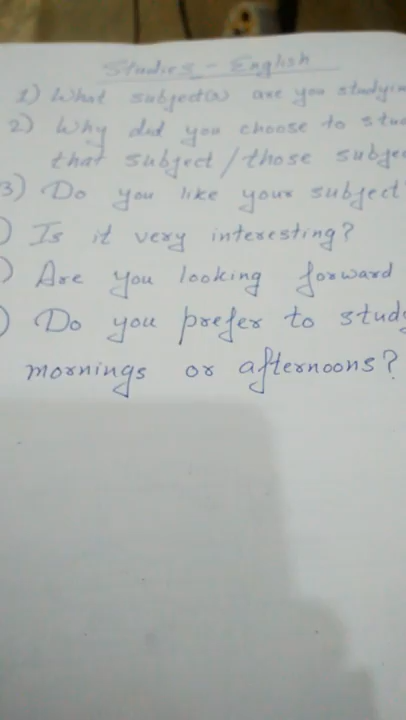 Studies - English
1) What subject(s) are you
2) Why did you choose to
that subject / those
3) Do you like your subject
) Is it very interesting?
) Are you looking forward
) Do you prefer to study
mornings or afternoons?